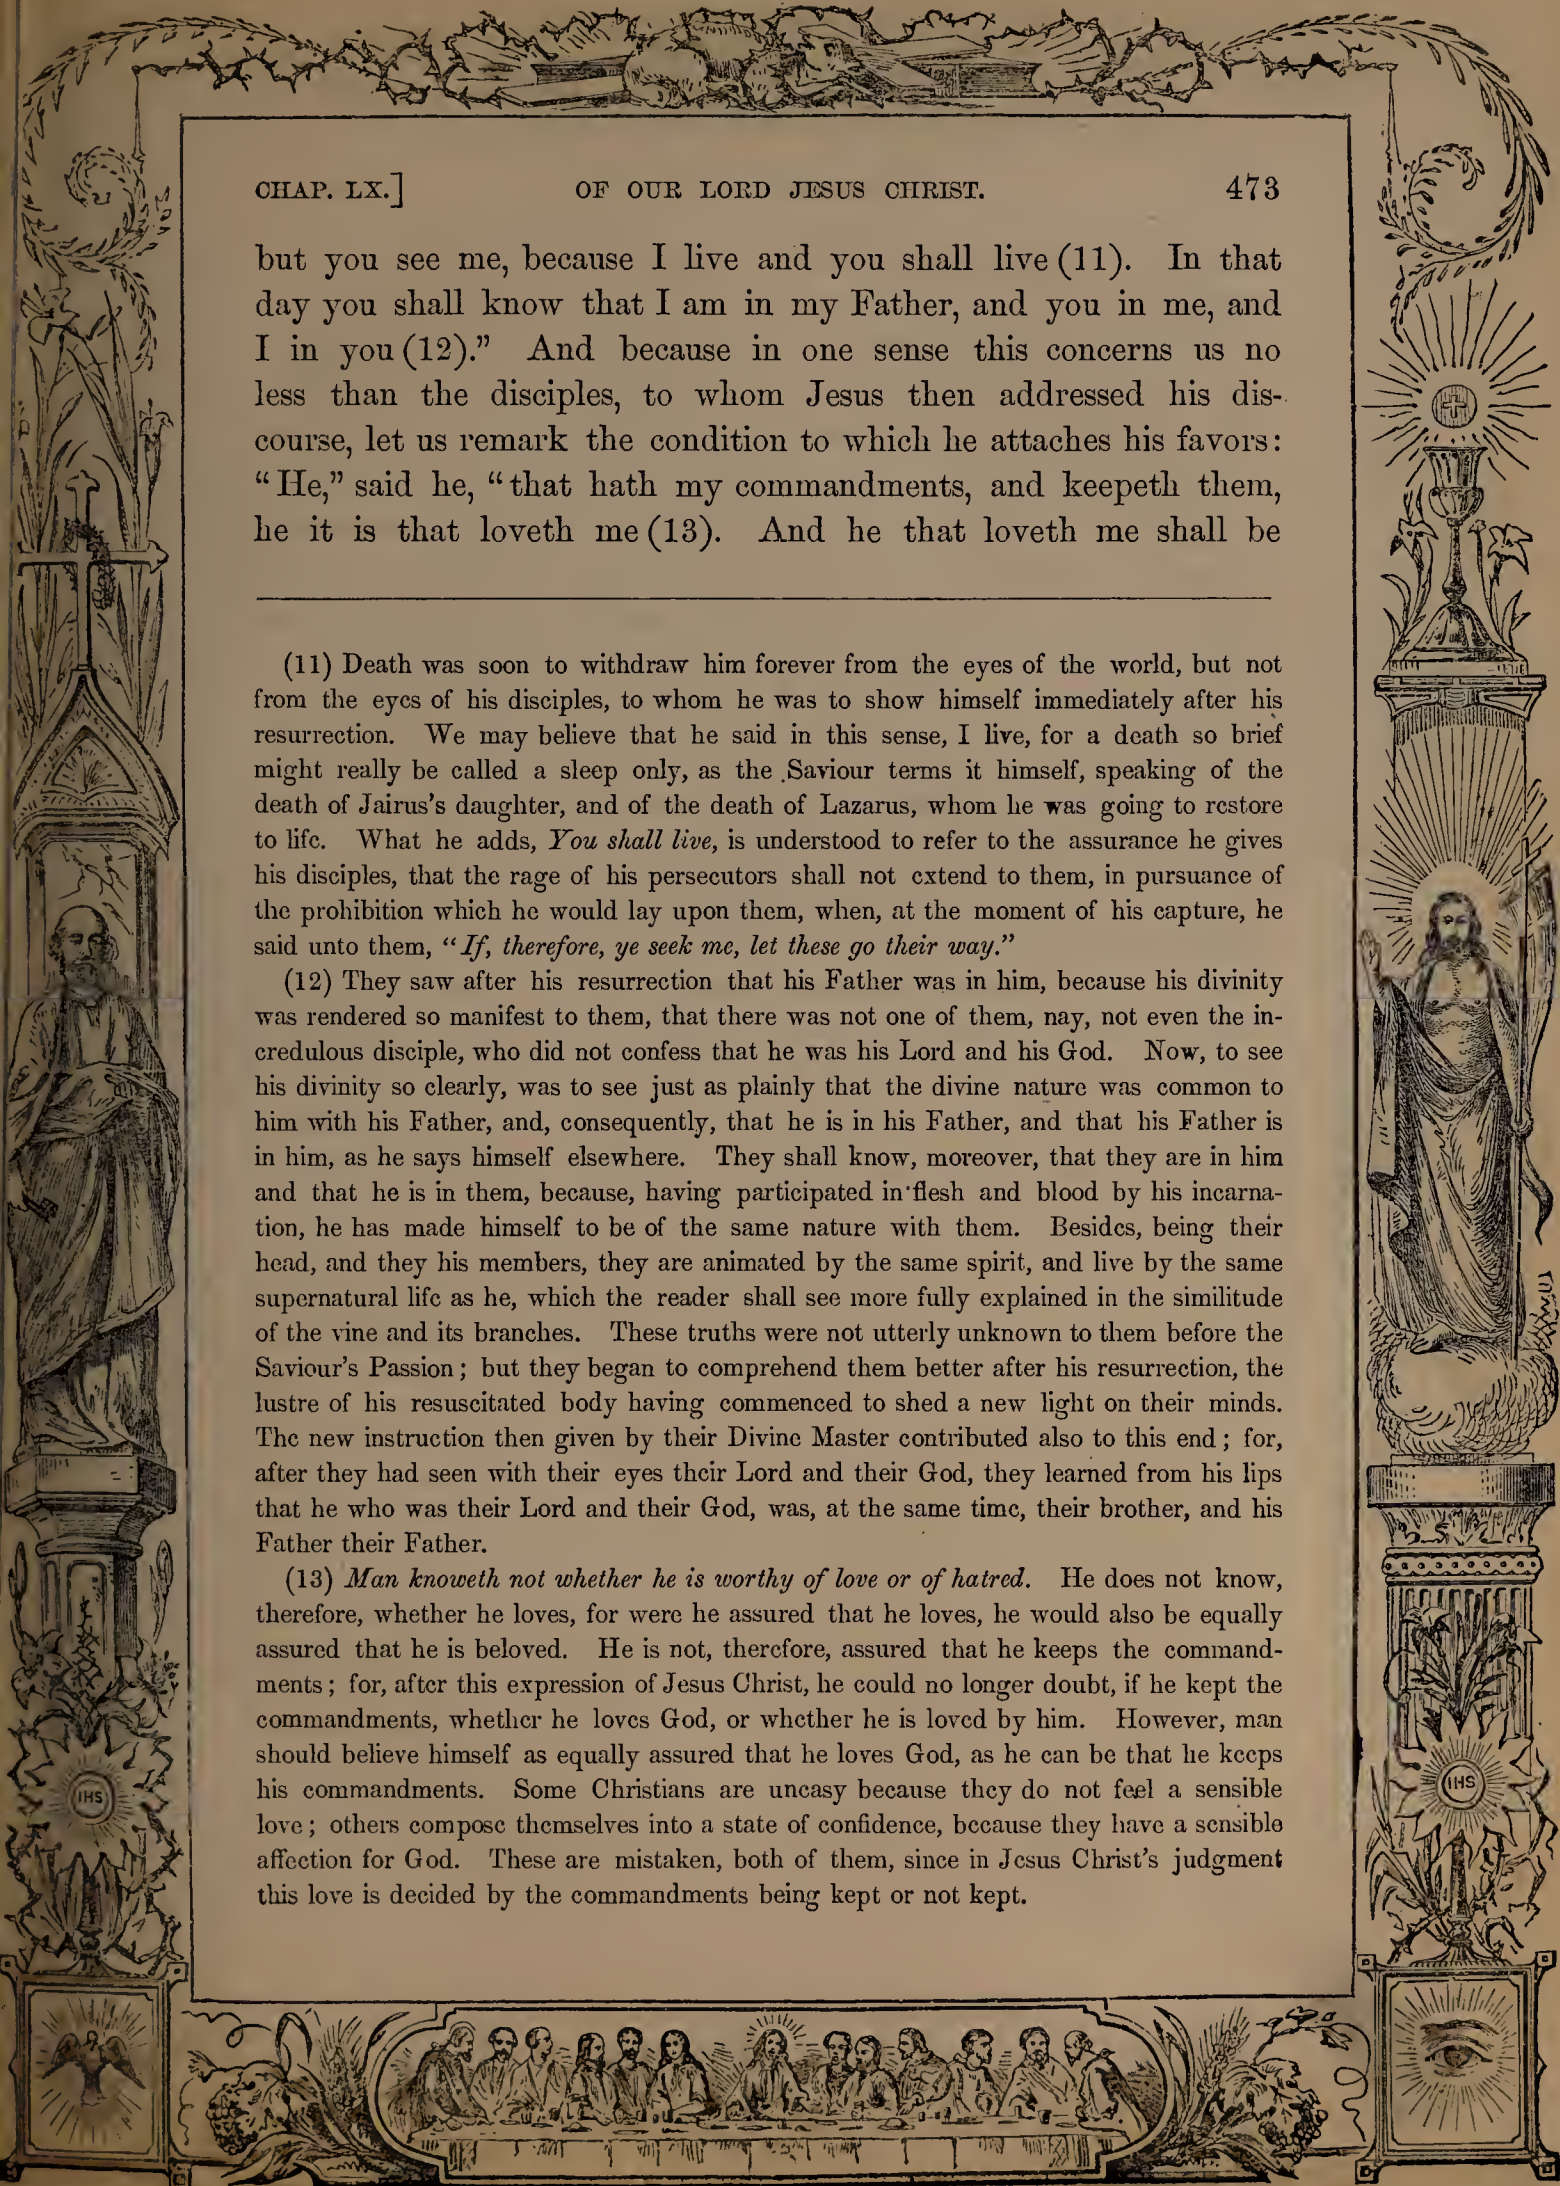 CHAP. LX.] OF OUR LORD JESUS CHRIST. 473
but you see me, because I live and you shall live (11). In that
day you shall know that I am in my Father, and you in me, and
I in you (12).” And because in one sense this concerns us no
less than the disciples, to whom Jesus then addressed his dis-
course, let us remark the condition to which he attaches his favors:
“He,” said he, “that hath my commandments, and keepeth them,
he it is that loveth me (13). And he that loveth me shall be
(11) Death was soon to withdraw him forever from the eyes of the world, but not
from the eyes of his disciples, to whom he was to show himself immediately after his
resurrection. We may believe that he said in this sense, I live, for a death so brief
might really be called a sleep only, as the Saviour terms it himself, speaking of the
death of Jairus’s daughter, and of the death of Lazarus, whom he was going to restore
to life. What he adds, You shall live, is understood to refer to the assurance he gives
his disciples, that the rage of his persecutors shall not extend to them, in pursuance of
the prohibition which he would lay upon them, when, at the moment of his capture, he
said unto them, “If, therefore, ye seek me, let these go their way.”
(12) They saw after his resurrection that his Father was in him, because his divinity
was rendered so manifest to them, that there was not one of them, nay, not even the in-
credulous disciple, who did not confess that he was his Lord and his God. Now, to see
his divinity so clearly, was to see just as plainly that the divine nature was common to
him with his Father, and, consequently, that he is in his Father, and that his Father is
in him, as he says himself elsewhere. They shall know, moreover, that they are in him
and that he is in them, because, having participated in flesh and blood by his incarna-
tion, he has made himself to be of the same nature with them. Besides, being their
head, and they his members, they are animated by the same spirit, and live by the same
supernatural life as he, which the reader shall see more fully explained in the similitude
of the vine and its branches. These truths were not utterly unknown to them before the
Saviour’s Passion; but they began to comprehend them better after his resurrection, the
lustre of his resuscitated body having commenced to shed a new light on their minds.
The new instruction then given by their Divine Master contributed also to this end; for,
after they had seen with their eyes their Lord and their God, they learned from his lips
that he who was their Lord and their God, was, at the same time, their brother, and his
Father their Father.
(13) Man knoweth not whether he is worthy of love or of hatred. He does not know,
therefore, whether he loves, for were he assured that he loves, he would also be equally
assured that he is beloved. He is not, therefore, assured that he keeps the command-
ments; for, after this expression of Jesus Christ, he could no longer doubt, if he kept the
commandments, whether he loves God, or whether he is loved by him. However, man
should believe himself as equally assured that he loves God, as he can be that he keeps
his commandments. Some Christians are uneasy because they do not feel a sensible
love; others compose themselves into a state of confidence, because they have a sensible
affection for God. These are mistaken, both of them, since in Jesus Christ’s judgment
this love is decided by the commandments being kept or not kept.
IHS
IHS